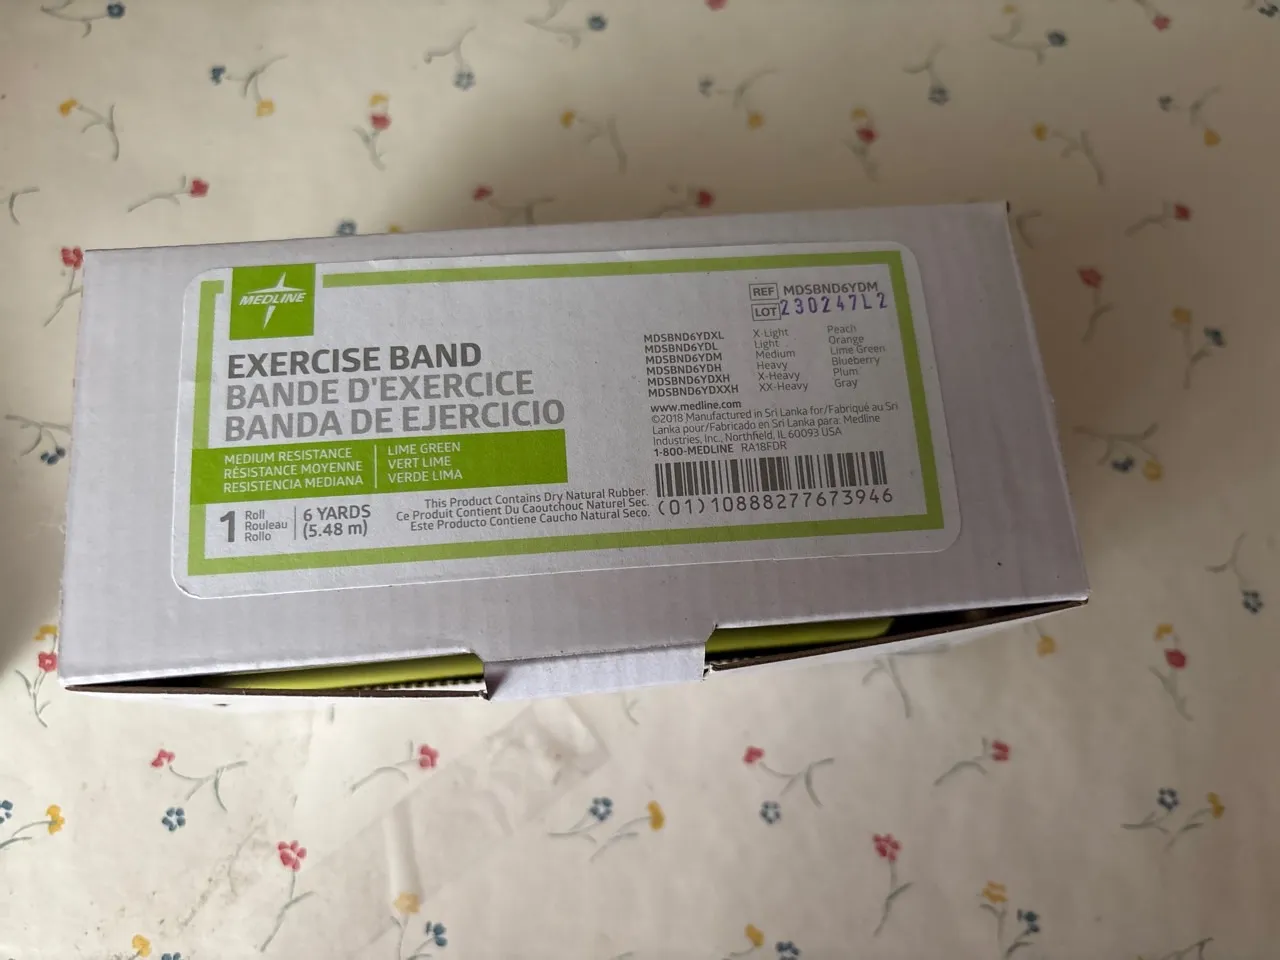 MEDLINE
EXERCISE BAND
BANDE D'EXERCICE
BANDA DE EJERCICIO
MEDIUM RESISTANCE
RÉSISTANCE MOYENNE
RESISTENCIA MEDIANA
LIME GREEN
VERT LIME
VERDE LIMA
1 Roll
Rouleau
Rollo
6 YARDS
(5.48 m)
This Product Contains Dry Natural Rubber.
Ce Produit Contient Du Caoutchouc Naturel Sec.
Este Producto Contiene Caucho Natural Seco.
REF MDSBND6YDM
LOT 230247L2
MDSBND6YDXL X-Light Peach
MDSBND6YDL Light Orange
MDSBND6YDM Medium Lime Green
MDSBND6YDH Heavy Blueberry
MDSBND6YDXH X-Heavy Plum
MDSBND6YDXXH XX-Heavy Gray
www.medline.com
©2018 Manufactured in Sri Lanka for/Fabriqué au Sri
Lanka pour/Fabricado en Sri Lanka para: Medline
Industries, Inc., Northfield, IL 60093 USA
1-800-MEDLINE RA18FDR
(01)10888277673946